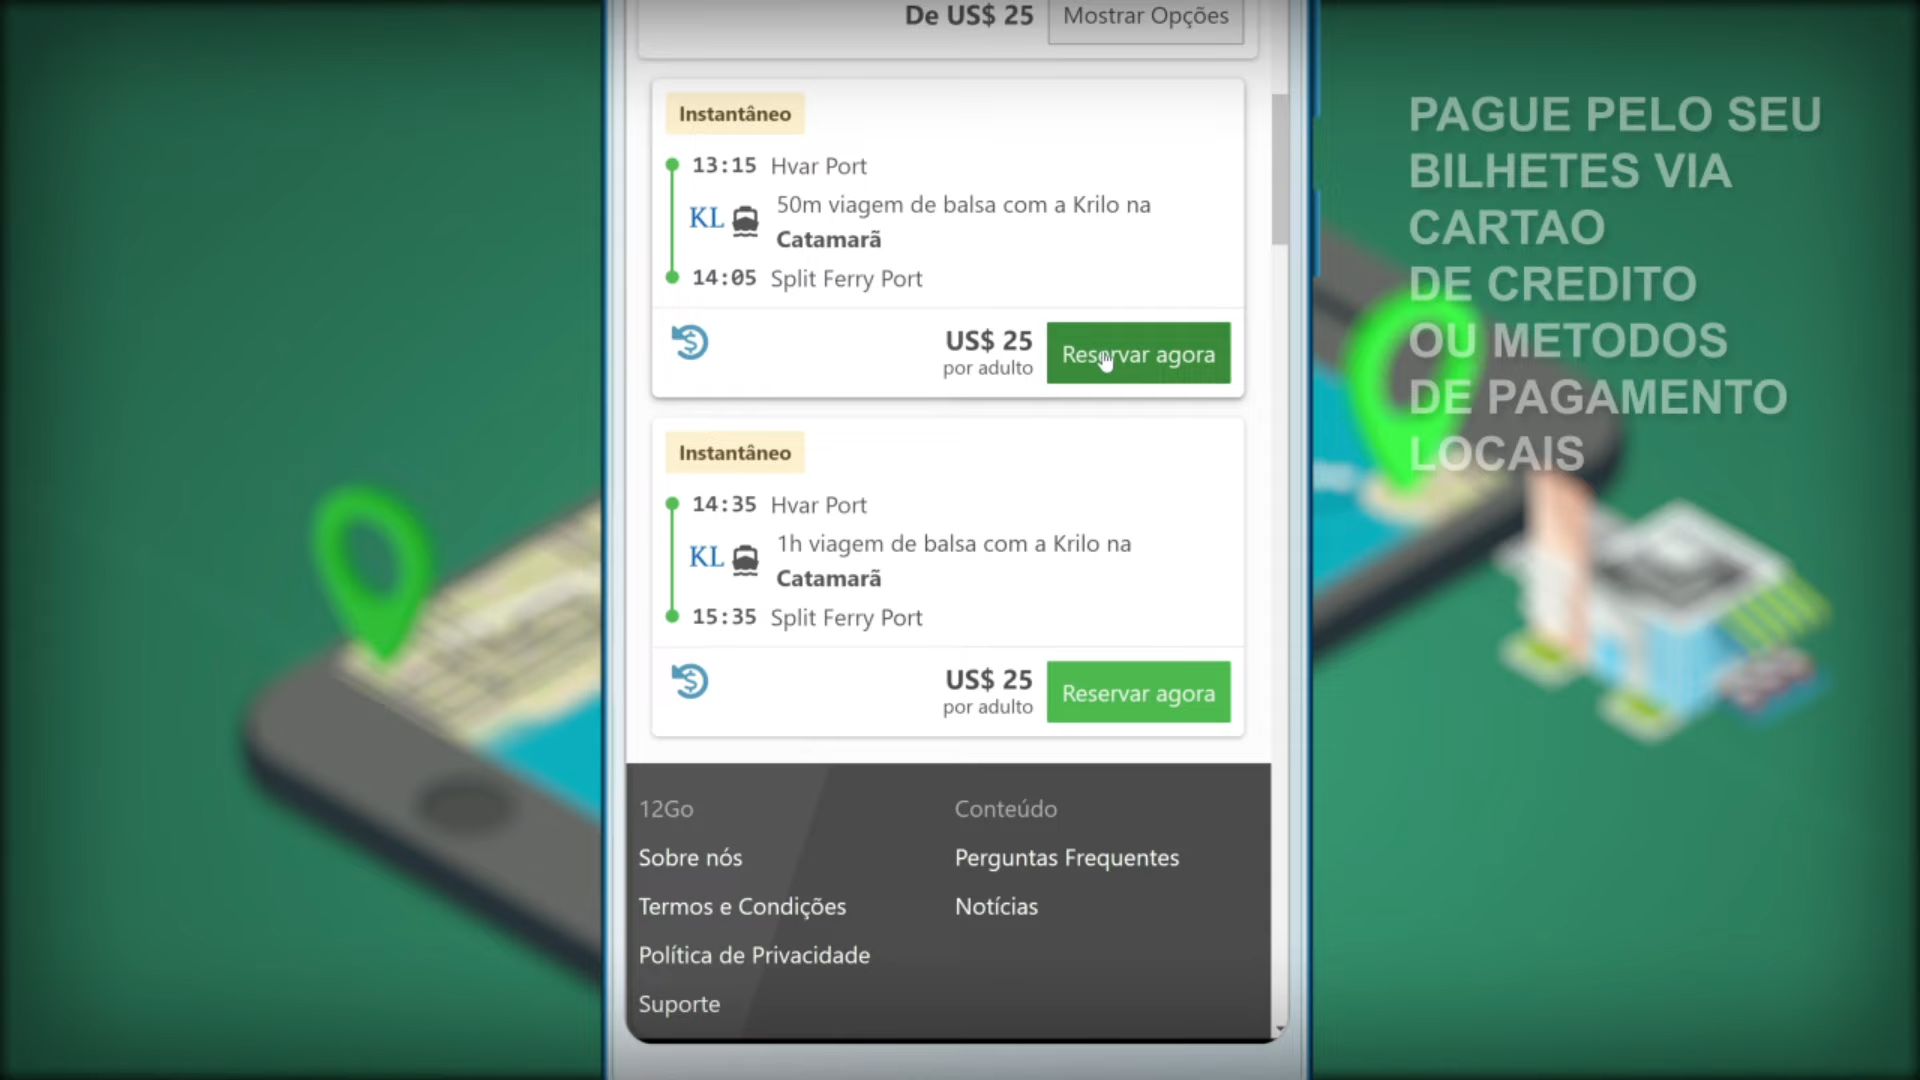 De US$ 25
Mostrar Opções
Instantâneo
13:15 Hvar Port
KL
50m viagem de balsa com a Krilo na
Catamarã
14:05 Split Ferry Port
US$ 25
por adulto
Reservar agora
Instantâneo
14:35 Hvar Port
KL
1h viagem de balsa com a Krilo na
Catamarã
15:35 Split Ferry Port
US$ 25
por adulto
Reservar agora
12Go
Sobre nós
Termos e Condições
Política de Privacidade
Suporte
Conteúdo
Perguntas Frequentes
Notícias
PAGUE PELO SEU
BILHETES VIA
CARTAO
DE CREDITO
OU METODOS
DE PAGAMENTO
LOCAIS